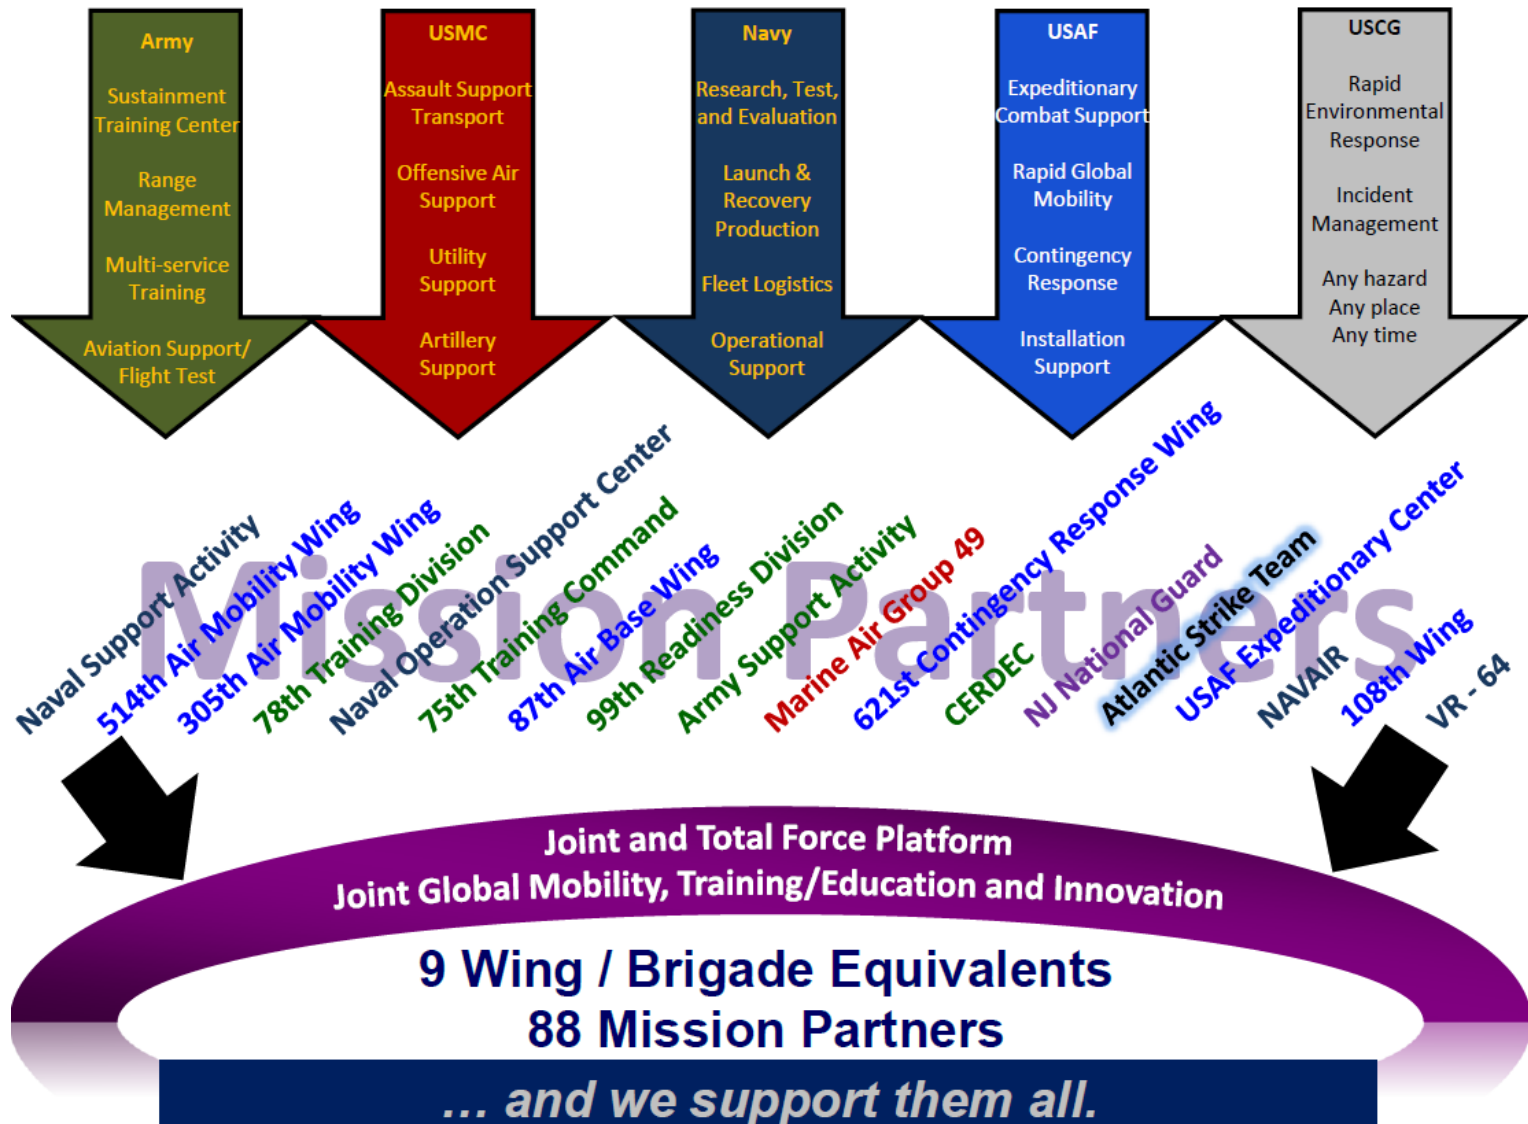 Army
Sustainment
Training Center
Range
Management
Multi-service
Training
Aviation Support/
Flight Test
USMC
Assault Support
Transport
Offensive Air
Support
Utility
Support
Artillery
Support
Navy
Research, Test,
and Evaluation
Launch &
Recovery
Production
Fleet Logistics
Operational
Support
USAF
Expeditionary
Combat Support
Rapid Global
Mobility
Contingency
Response
Installation
Support
USCG
Rapid
Environmental
Response
Incident
Management
Any hazard
Any place
Any time
Mission Partners
Naval Support Activity
514th Air Mobility Wing
305th Air Mobility Wing
78th Training Division
Naval Operation Support Center
75th Training Command
87th Air Base Wing
99th Readiness Division
Army Support Activity
Marine Air Group 49
621st Contingency Response Wing
CERDEC
NJ National Guard
Atlantic Strike Team
USAF Expeditionary Center
NAVAIR
108th Wing
VR - 64
Joint and Total Force Platform
Joint Global Mobility, Training/Education and Innovation
9 Wing / Brigade Equivalents
88 Mission Partners
... and we support them all.